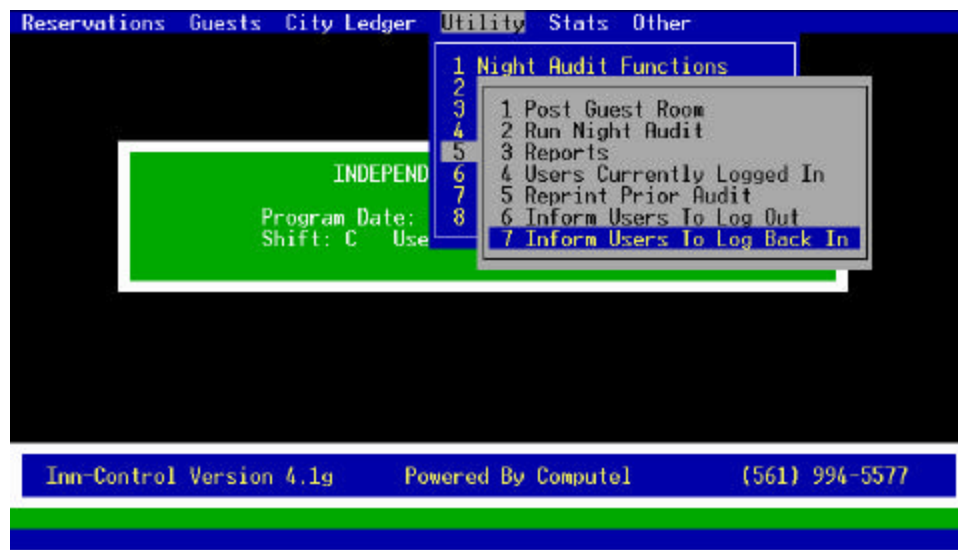 Reservations Guests City Ledger Utility Stats Other
1 Night Audit Functions
2
3
4
5
6
7
8
1 Post Guest Room
2 Run Night Audit
3 Reports
4 Users Currently Logged In
5 Reprint Prior Audit
6 Inform Users To Log Out
7 Inform Users To Log Back In
INDEPEND
Program Date:
Shift: C Use
Inn-Control Version 4.1g Powered By Computel (561) 994-5577